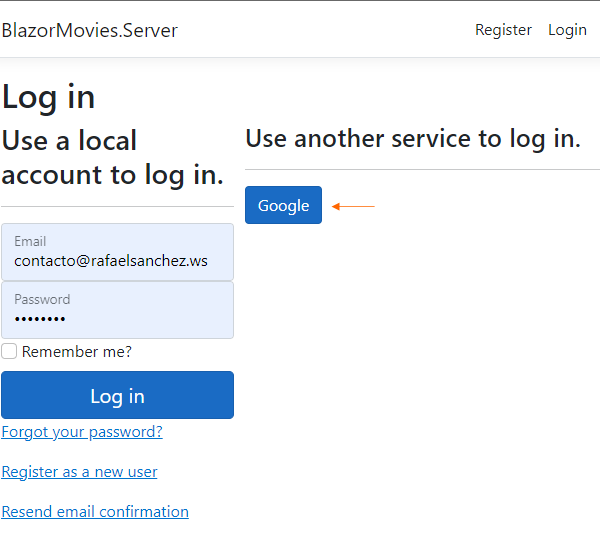 BlazorMovies.Server
Register Login
Log in
Use a local
account to log in.
Email
contacto@rafaelsanchez.ws
Password
••••••••
Remember me?
Log in
Forgot your password?
Register as a new user
Resend email confirmation
Use another service to log in.
Google